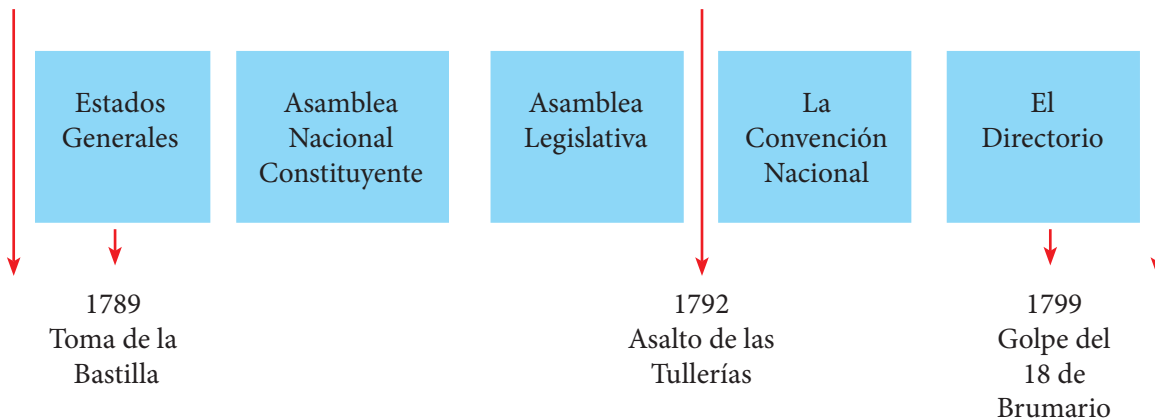 Estados
Generales
Asamblea
Nacional
Constituyente
Asamblea
Legislativa
La
Convención
Nacional
El
Directorio
1789
Toma de la
Bastilla
1792
Asalto de las
Tullerías
1799
Golpe del
18 de
Brumario